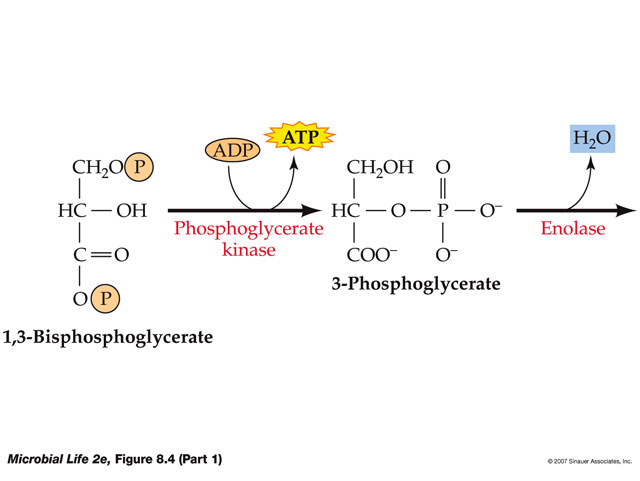 ADP
ATP
H₂O
CH₂O P
CH₂OH O
HC — OH
HC — O — P — O⁻
Phosphoglycerate
kinase
Enolase
C = O
COO⁻ O⁻
O P
3-Phosphoglycerate
1,3-Bisphosphoglycerate
Microbial Life 2e, Figure 8.4 (Part 1)
© 2007 Sinauer Associates, Inc.